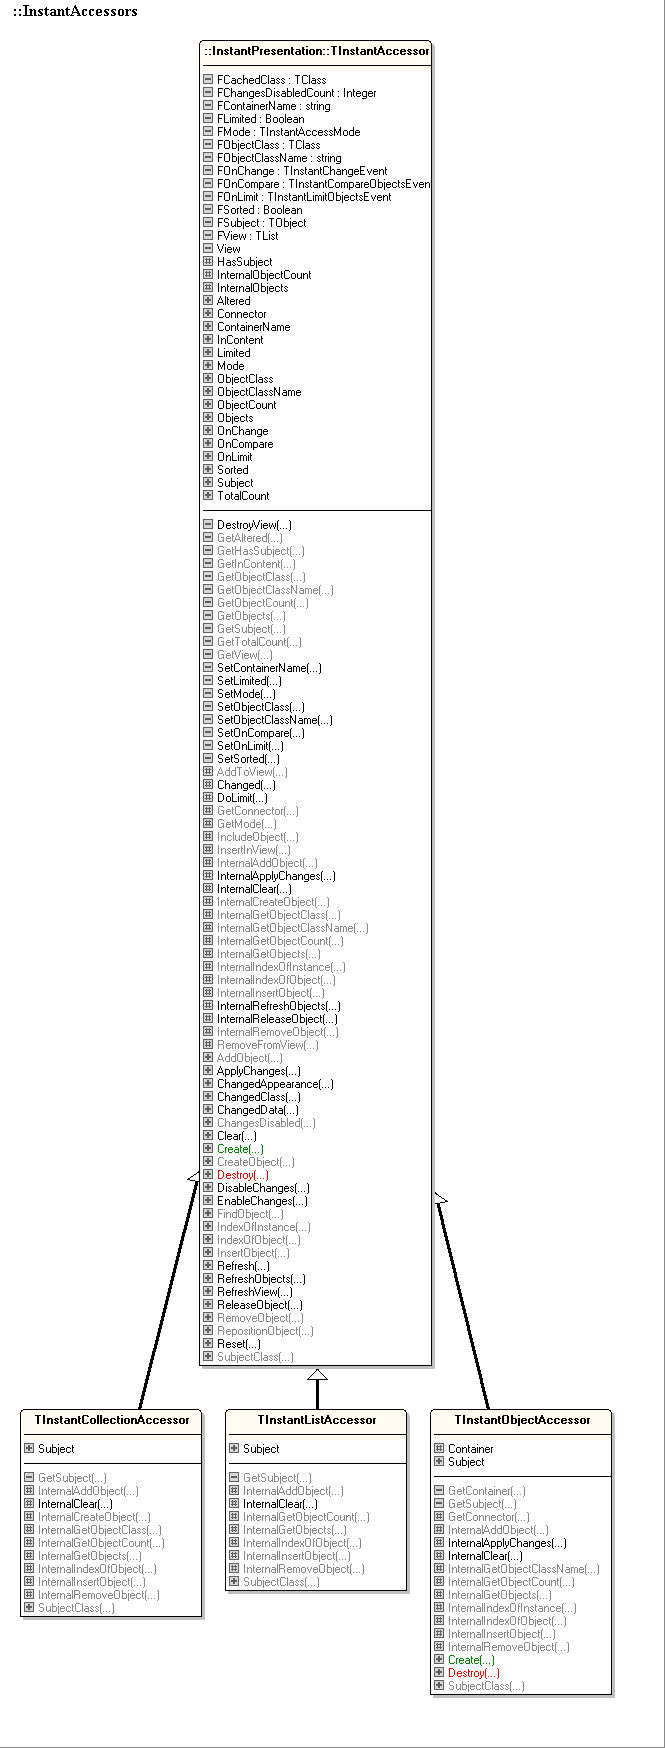 ::InstantAccessors
::InstantPresentation::TInstantAccessor
FCachedClass : TClass
FChangesDisabledCount : Integer
FContainerName : string
FLimited : Boolean
FMode : TInstantAccessMode
FObjectClass : TClass
FObjectClassName : string
FOnChange : TInstantChangeEvent
FOnCompare : TInstantCompareObjectsEven
FOnLimit : TInstantLimitObjectsEvent
FSorted : Boolean
FSubject : TObject
FView : TList
View
HasSubject
InternalObjectCount
InternalObjects
Altered
Connector
ContainerName
InContent
Limited
Mode
ObjectClass
ObjectClassName
ObjectCount
Objects
OnChange
OnCompare
OnLimit
Sorted
Subject
TotalCount
DestroyView(...)
GetAltered(...)
GetHasSubject(...)
GetInContent(...)
GetObjectClass(...)
GetObjectClassName(...)
GetObjectCount(...)
GetObjects(...)
GetSubject(...)
GetTotalCount(...)
GetView(...)
SetContainerName(...)
SetLimited(...)
SetMode(...)
SetObjectClass(...)
SetObjectClassName(...)
SetOnCompare(...)
SetOnLimit(...)
SetSorted(...)
AddToView(...)
Changed(...)
DoLimit(...)
GetConnector(...)
GetMode(...)
IncludeObject(...)
InsertInView(...)
InternalAddObject(...)
InternalApplyChanges(...)
InternalClear(...)
InternalCreateObject(...)
InternalGetObjectClass(...)
InternalGetObjectClassName(...)
InternalGetObjectCount(...)
InternalGetObjects(...)
InternalIndexOfInstance(...)
InternalIndexOfObject(...)
InternalInsertObject(...)
InternalRefreshObjects(...)
InternalReleaseObject(...)
InternalRemoveObject(...)
RemoveFromView(...)
AddObject(...)
ApplyChanges(...)
ChangedAppearance(...)
ChangedClass(...)
ChangedData(...)
ChangesDisabled(...)
Clear(...)
Create(...)
CreateObject(...)
Destroy(...)
DisableChanges(...)
EnableChanges(...)
FindObject(...)
IndexOfInstance(...)
IndexOfObject(...)
InsertObject(...)
Refresh(...)
RefreshObjects(...)
RefreshView(...)
ReleaseObject(...)
RemoveObject(...)
RepositionObject(...)
Reset(...)
SubjectClass(...)
TInstantCollectionAccessor
Subject
GetSubject(...)
InternalAddObject(...)
InternalClear(...)
InternalCreateObject(...)
InternalGetObjectClass(...)
InternalGetObjectCount(...)
InternalGetObjects(...)
InternalIndexOfObject(...)
InternalInsertObject(...)
InternalRemoveObject(...)
SubjectClass(...)
TInstantListAccessor
Subject
GetSubject(...)
InternalAddObject(...)
InternalClear(...)
InternalGetObjectCount(...)
InternalGetObjects(...)
InternalIndexOfObject(...)
InternalInsertObject(...)
InternalRemoveObject(...)
SubjectClass(...)
TInstantObjectAccessor
Container
Subject
GetContainer(...)
GetSubject(...)
GetConnector(...)
InternalAddObject(...)
InternalApplyChanges(...)
InternalClear(...)
InternalGetObjectClassName(...)
InternalGetObjectCount(...)
InternalGetObjects(...)
InternalIndexOfInstance(...)
InternalIndexOfObject(...)
InternalInsertObject(...)
InternalRemoveObject(...)
Create(...)
Destroy(...)
SubjectClass(...)